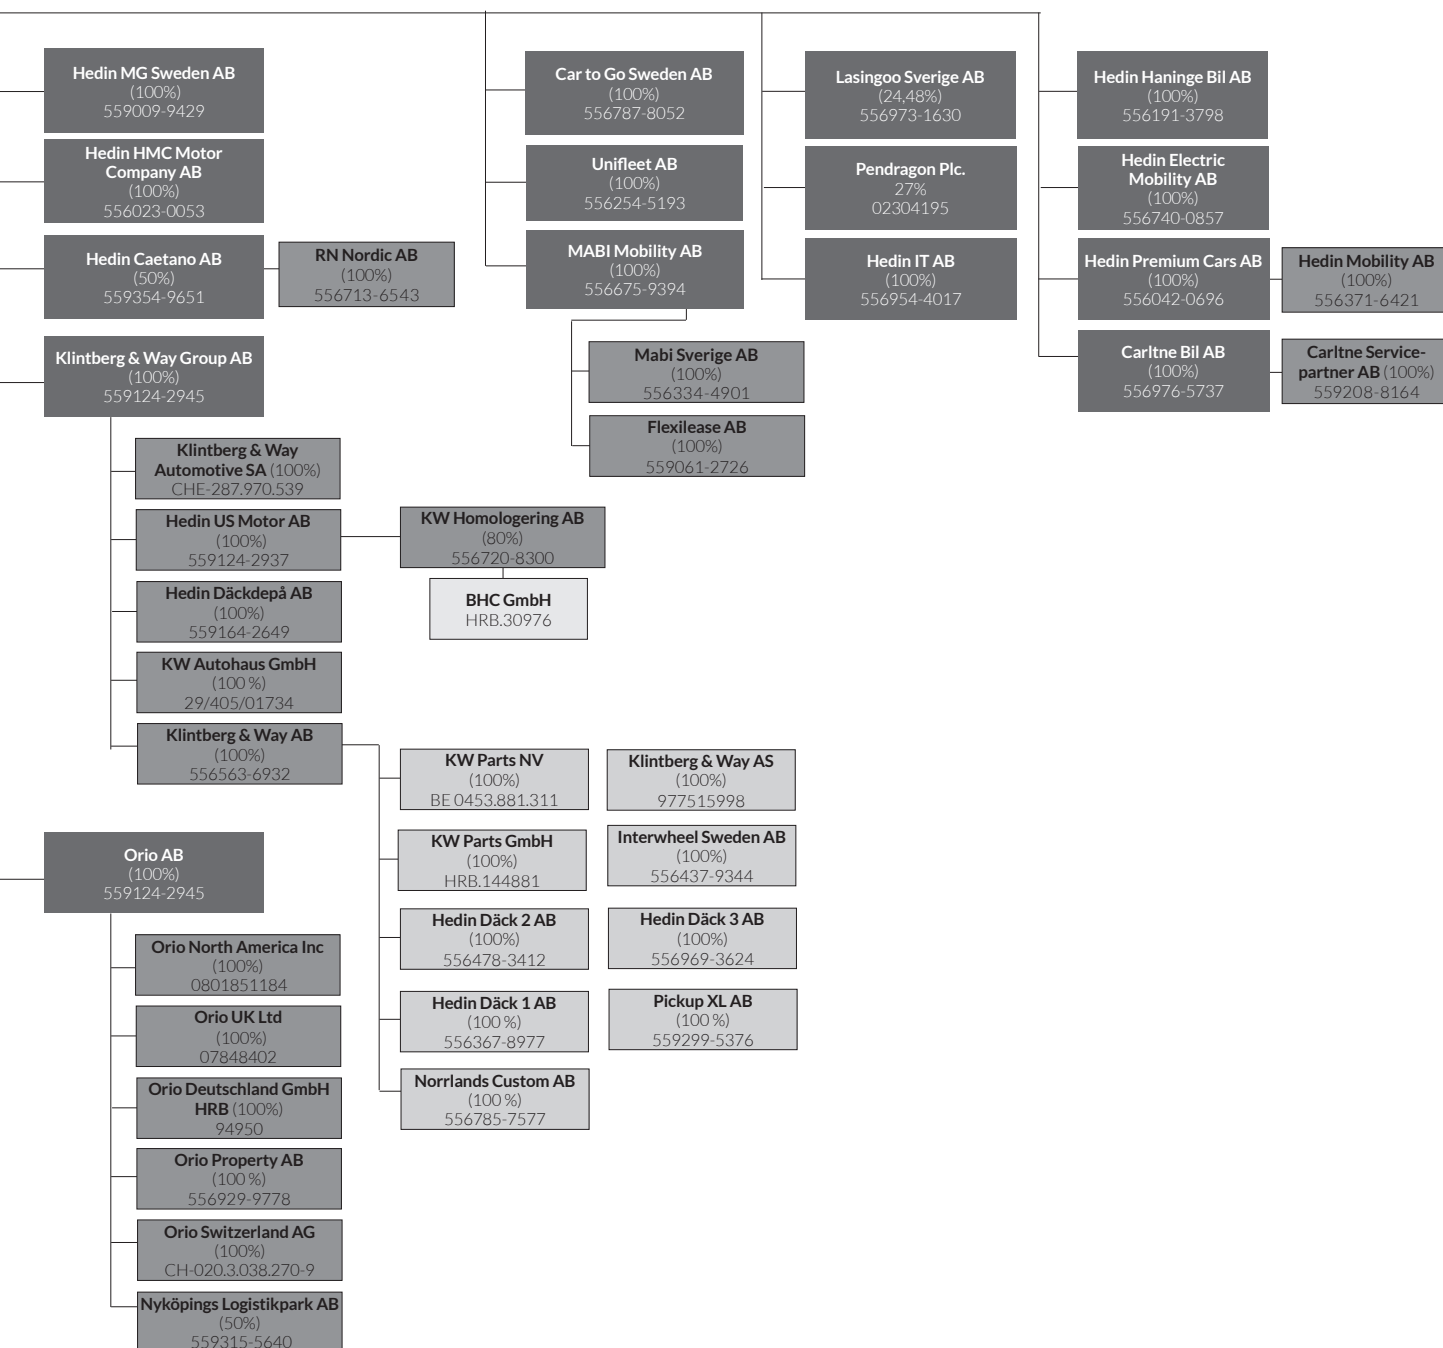 Hedin MG Sweden AB
(100%)
559009-9429
Hedin HMC Motor
Company AB
(100%)
556023-0053
Hedin Caetano AB
(50%)
559354-9651
RN Nordic AB
(100%)
556713-6543
Klintberg & Way Group AB
(100%)
559124-2945
Klintberg & Way
Automotive SA (100%)
CHE-287.970.539
Hedin US Motor AB
(100%)
559124-2937
KW Homologering AB
(80%)
556720-8300
BHC GmbH
HRB.30976
Hedin Däckdepå AB
(100%)
559164-2649
KW Autohaus GmbH
(100 %)
29/405/01734
Klintberg & Way AB
(100%)
556563-6932
KW Parts NV
(100%)
BE 0453.881.311
Klintberg & Way AS
(100%)
977515998
KW Parts GmbH
(100%)
HRB.144881
Interwheel Sweden AB
(100%)
556437-9344
Hedin Däck 2 AB
(100%)
556478-3412
Hedin Däck 3 AB
(100%)
556969-3624
Hedin Däck 1 AB
(100 %)
556367-8977
Pickup XL AB
(100 %)
559299-5376
Norrlands Custom AB
(100 %)
556785-7577
Orio AB
(100%)
559124-2945
Orio North America Inc
(100%)
0801851184
Orio UK Ltd
(100%)
07848402
Orio Deutschland GmbH
HRB (100%)
94950
Orio Property AB
(100 %)
556929-9778
Orio Switzerland AG
(100%)
CH-020.3.038.270-9
Nyköpings Logistikpark AB
(50%)
559315-5640
Car to Go Sweden AB
(100%)
556787-8052
Unifleet AB
(100%)
556254-5193
MABI Mobility AB
(100%)
556675-9394
Mabi Sverige AB
(100%)
556334-4901
Flexilease AB
(100%)
559061-2726
Lasingoo Sverige AB
(24,48%)
556973-1630
Pendragon Plc.
27%
02304195
Hedin IT AB
(100%)
556954-4017
Hedin Haninge Bil AB
(100%)
556191-3798
Hedin Electric
Mobility AB
(100%)
556740-0857
Hedin Premium Cars AB
(100%)
556042-0696
Hedin Mobility AB
(100%)
556371-6421
Carltne Bil AB
(100%)
556976-5737
Carltne Service-
partner AB (100%)
559208-8164